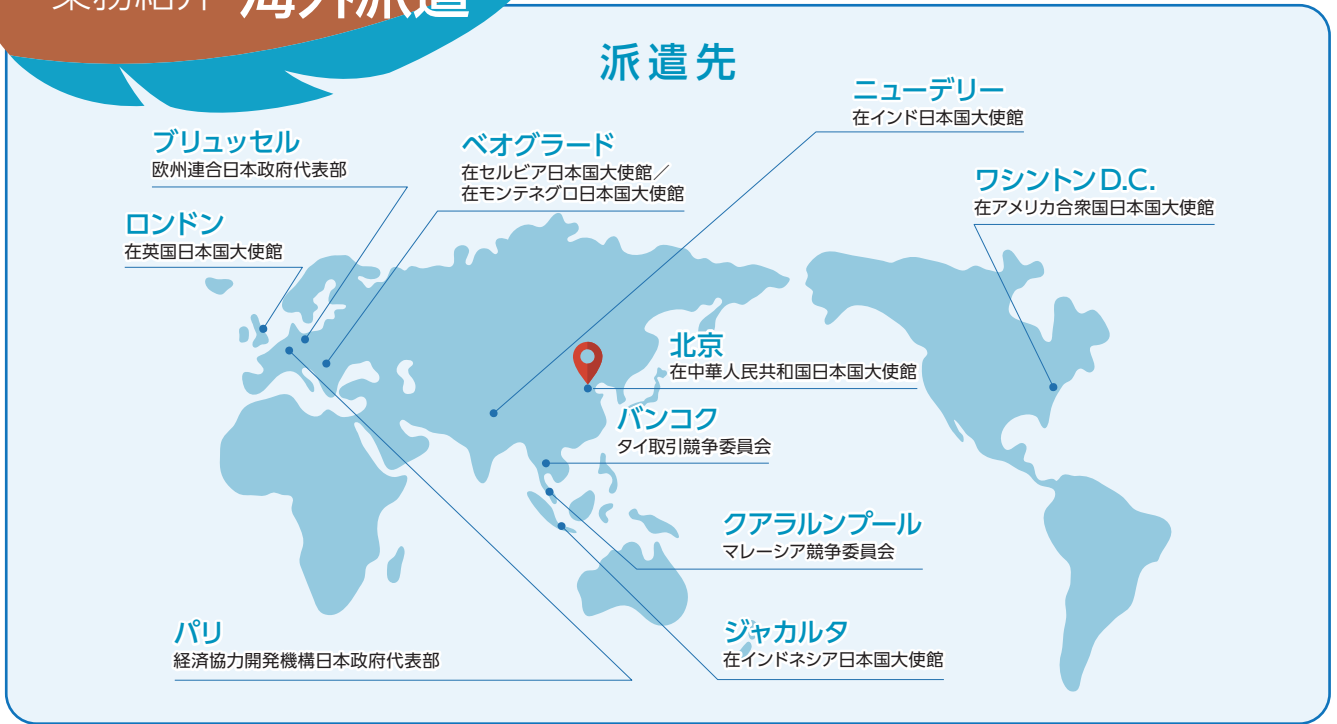 業務紹介 海外派遣
派遣先
ニューデリー
在インド日本国大使館
ブリュッセル
欧州連合日本政府代表部
ベオグラード
在セルビア日本国大使館／
在モンテネグロ日本国大使館
ワシントンD.C.
在アメリカ合衆国日本国大使館
ロンドン
在英国日本国大使館
北京
在中華人民共和国日本国大使館
バンコク
タイ取引競争委員会
クアラルンプール
マレーシア競争委員会
パリ
経済協力開発機構日本政府代表部
ジャカルタ
在インドネシア日本国大使館